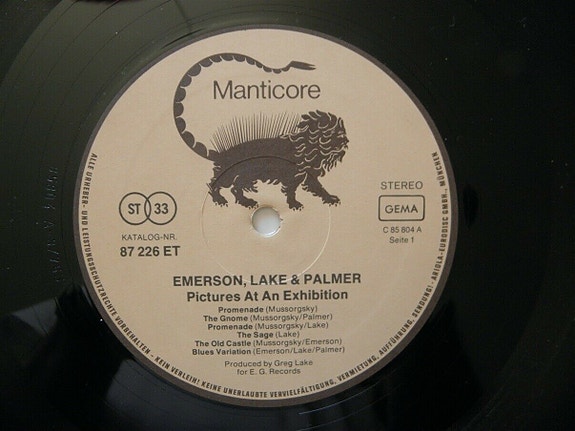 Manticore
ST 33
STEREO
GEMA
KATALOG-NR.
87 226 ET
C 85 804 A
Seite 1
EMERSON, LAKE & PALMER
Pictures At An Exhibition
Promenade (Mussorgsky)
The Gnome (Mussorgsky/Palmer)
Promenade (Mussorgsky/Lake)
The Sage (Lake)
The Old Castle (Mussorgsky/Emerson)
Blues Variation (Emerson/Lake/Palmer)
Produced by Greg Lake
for E. G. Records
ALLE URHEBER- UND LEISTUNGSSCHUTZRECHTE VORBEHALTEN - KEIN VERLEIH! KEINE UNERLAUBTE VERVIELFÄLTIGUNG, VERMIETUNG, AUFFÜHRUNG, SENDUNG! ARIOLA-EURODISC GMBH., MÜNCHEN